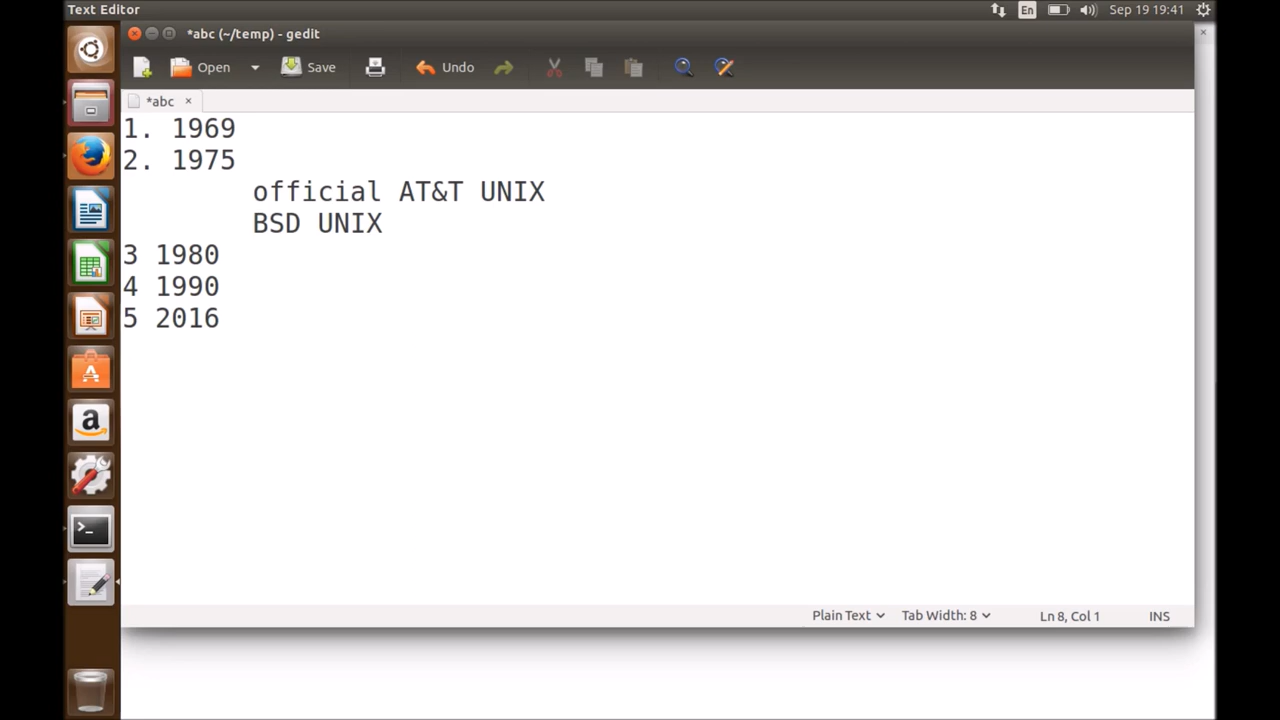 Text Editor
En
Sep 19 19:41
*abc (~/temp) - gedit
Open
Save
Undo
*abc
1. 1969
2. 1975
official AT&T UNIX
BSD UNIX
3 1980
4 1990
5 2016
Plain Text
Tab Width: 8
Ln 8, Col 1
INS